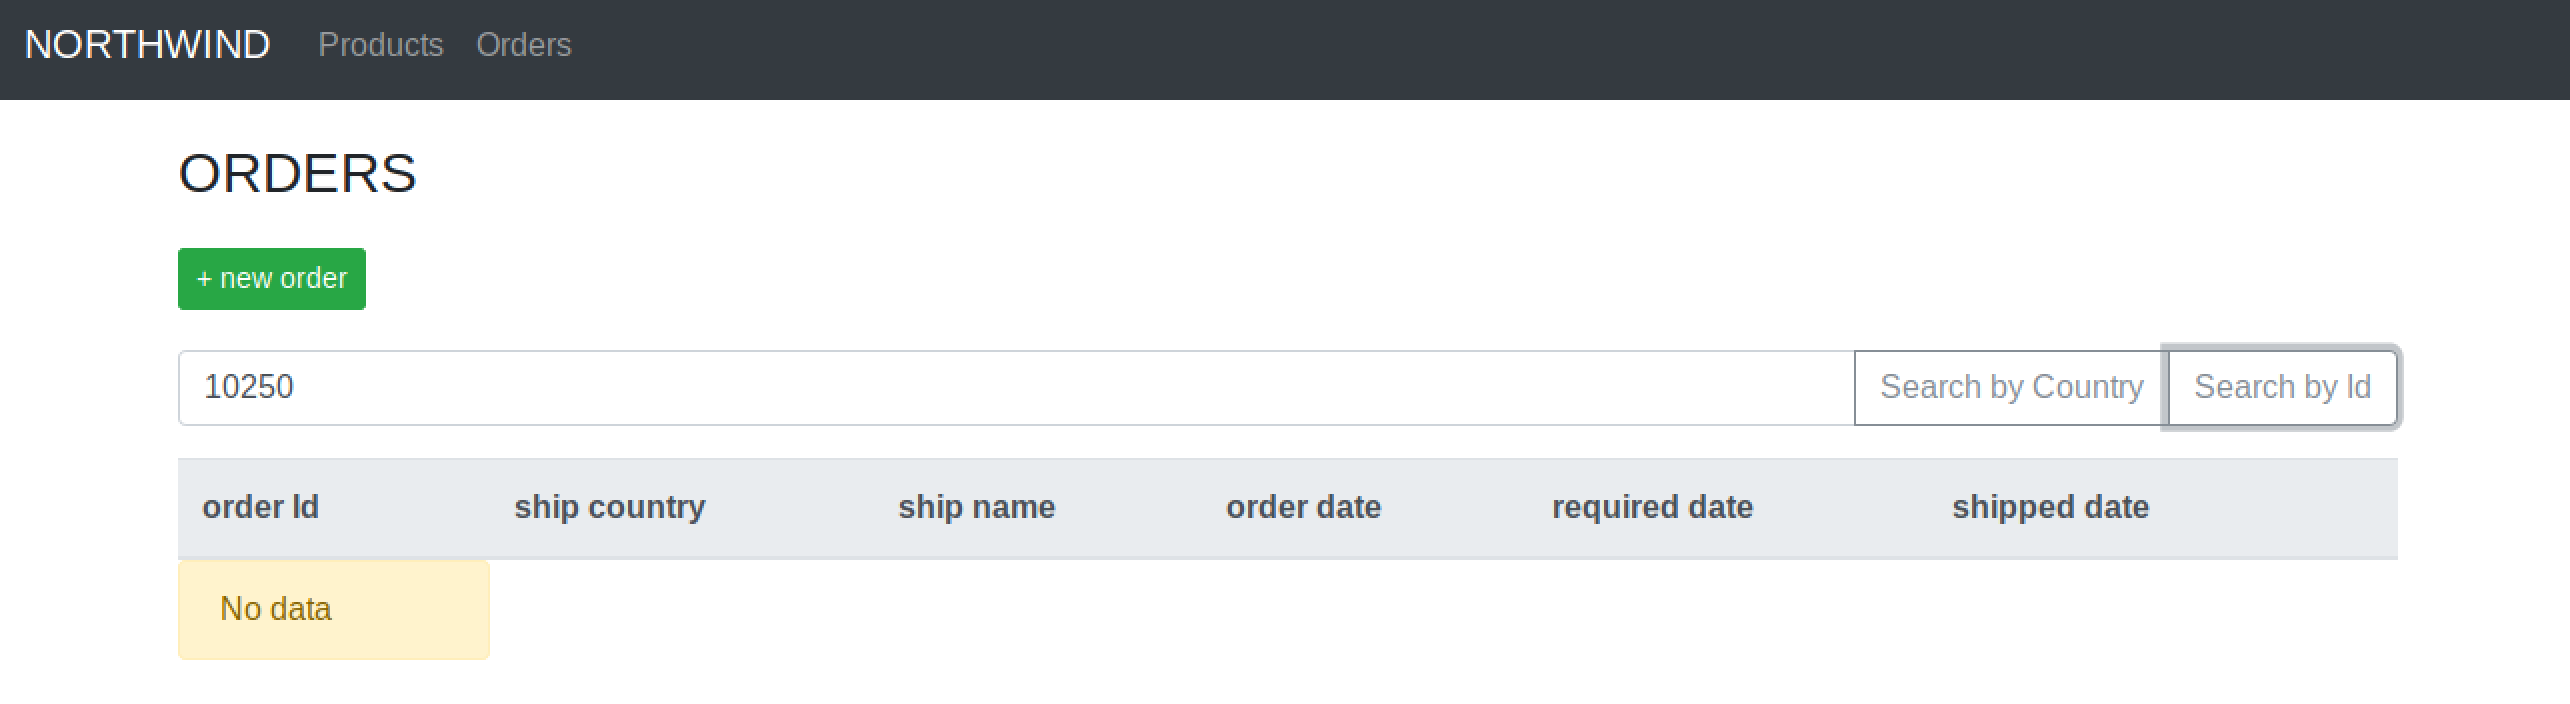 NORTHWIND Products Orders
ORDERS
+ new order
10250 Search by Country Search by Id
order Id ship country ship name order date required date shipped date
No data